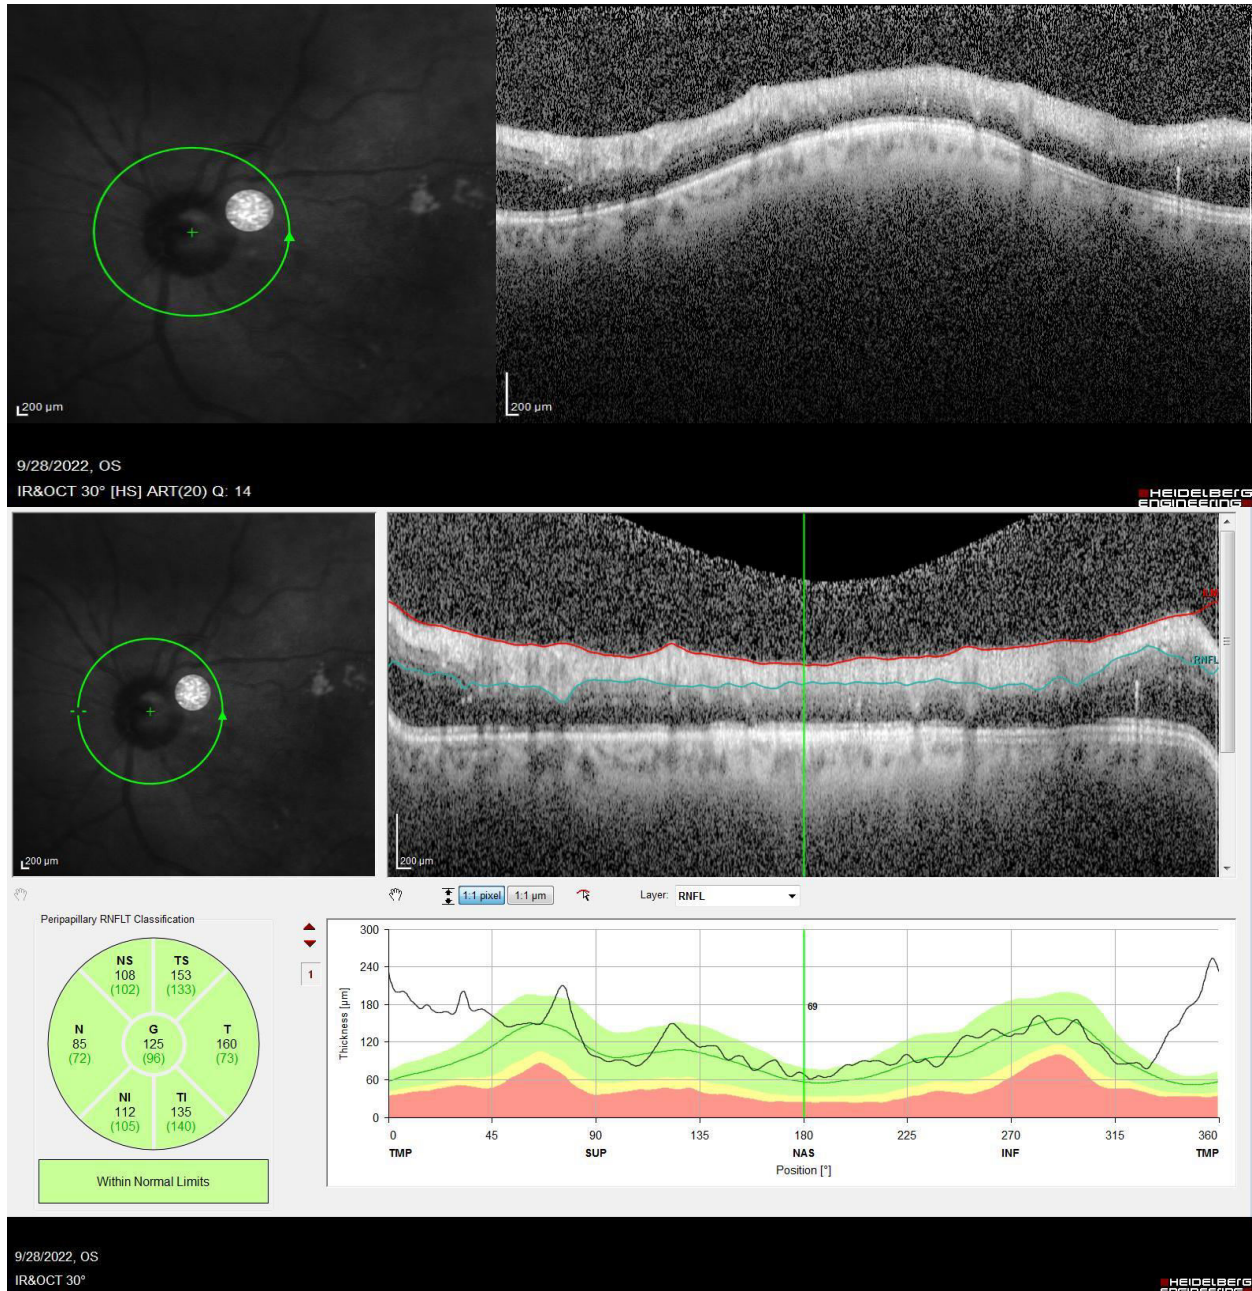 200 µm
200 µm
9/28/2022, OS
IR&OCT 30° [HS] ART(20) Q: 14
HEIDELBERG
ENGINEERING
RNFL
200 µm
200 µm
1:1 pixel
1:1 µm
Layer:
RNFL
Peripapillary RNFLT Classification
NS
108
(102)
TS
153
(133)
N
85
(72)
G
125
(96)
T
160
(73)
NI
112
(105)
TI
135
(140)
Within Normal Limits
1
Thickness [µm]
300
240
180
120
60
0
69
0 45 90 135 180 225 270 315 360
TMP SUP NAS INF TMP
Position [°]
9/28/2022, OS
IR&OCT 30°
HEIDELBERG
ENGINEERING